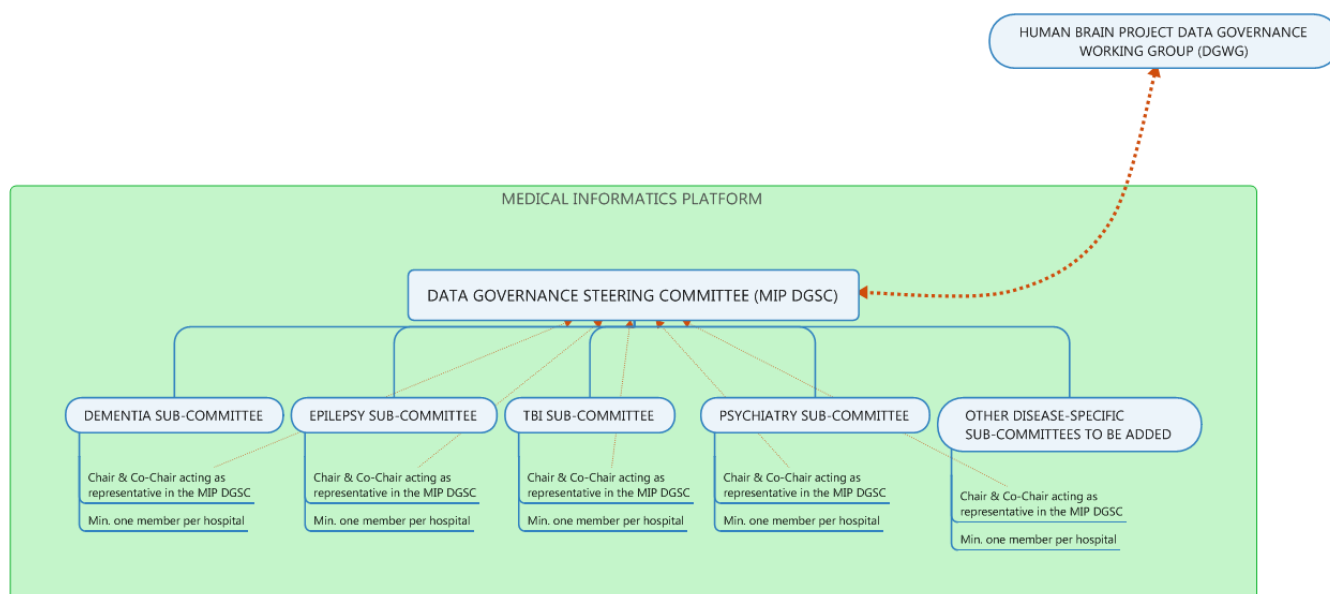 HUMAN BRAIN PROJECT DATA GOVERNANCE
WORKING GROUP (DGWG)
MEDICAL INFORMATICS PLATFORM
DATA GOVERNANCE STEERING COMMITTEE (MIP DGSC)
DEMENTIA SUB-COMMITTEE
Chair & Co-Chair acting as
representative in the MIP DGSC
Min. one member per hospital
EPILEPSY SUB-COMMITTEE
Chair & Co-Chair acting as
representative in the MIP DGSC
Min. one member per hospital
TBI SUB-COMMITTEE
Chair & Co-Chair acting as
representative in the MIP DGSC
Min. one member per hospital
PSYCHIATRY SUB-COMMITTEE
Chair & Co-Chair acting as
representative in the MIP DGSC
Min. one member per hospital
OTHER DISEASE-SPECIFIC
SUB-COMMITTEES TO BE ADDED
Chair & Co-Chair acting as
representative in the MIP DGSC
Min. one member per hospital